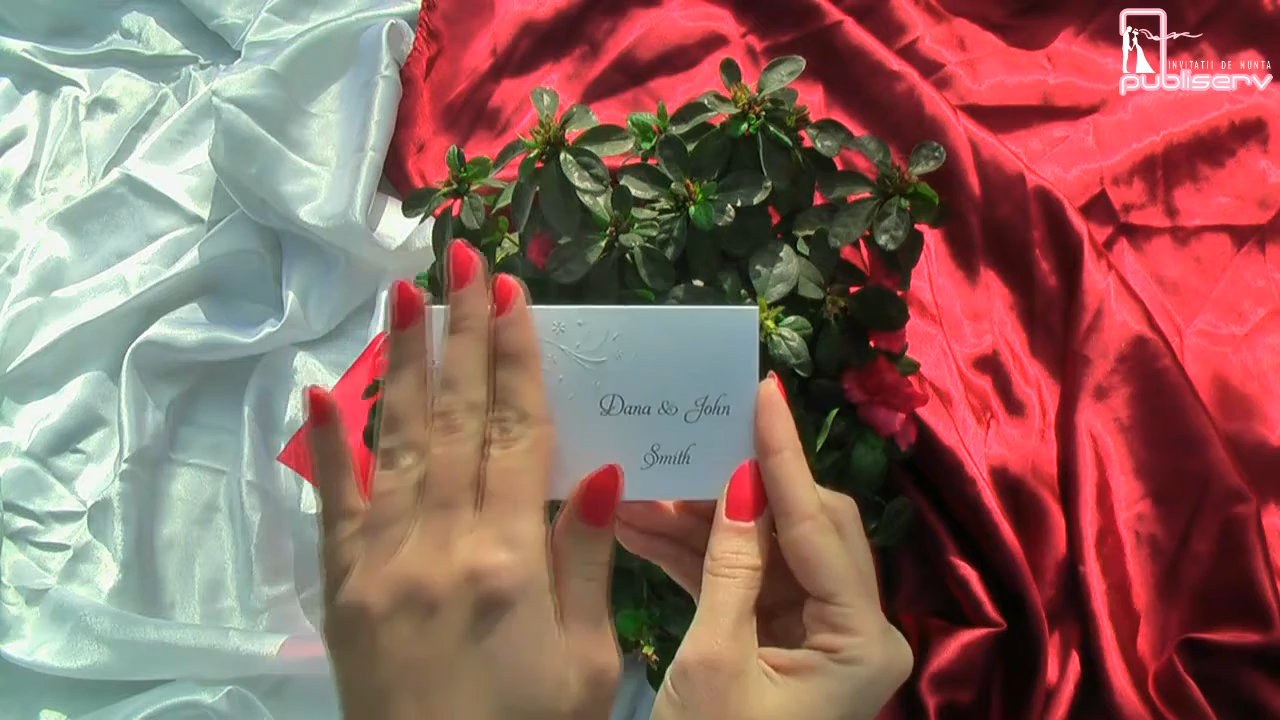 INVITATII DE NUNTA
PUBLISERV
Dana & John
Smith